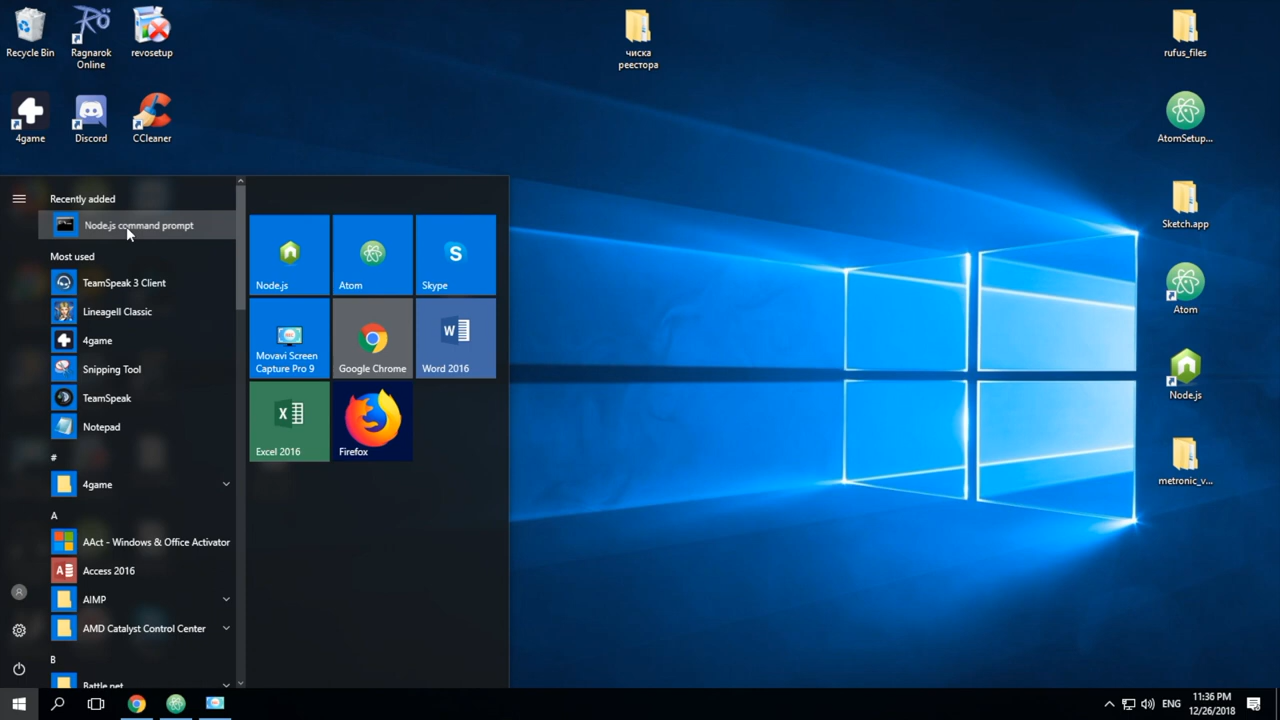 Recycle Bin
Ragnarok
Online
revosetup
4game
Discord
CCleaner
чиска
реестора
rufus_files
AtomSetup...
Sketch.app
Atom
Node.js
metronic_v...
Recently added
Node.js command prompt
Most used
TeamSpeak 3 Client
Lineagell Classic
4game
Snipping Tool
TeamSpeak
Notepad
#
4game
A
AAct - Windows & Office Activator
Access 2016
AIMP
AMD Catalyst Control Center
B
Battle.net
Node.js
Atom
Skype
Movavi Screen
Capture Pro 9
Google Chrome
Word 2016
Excel 2016
Firefox
ENG
11:36 PM
12/26/2018